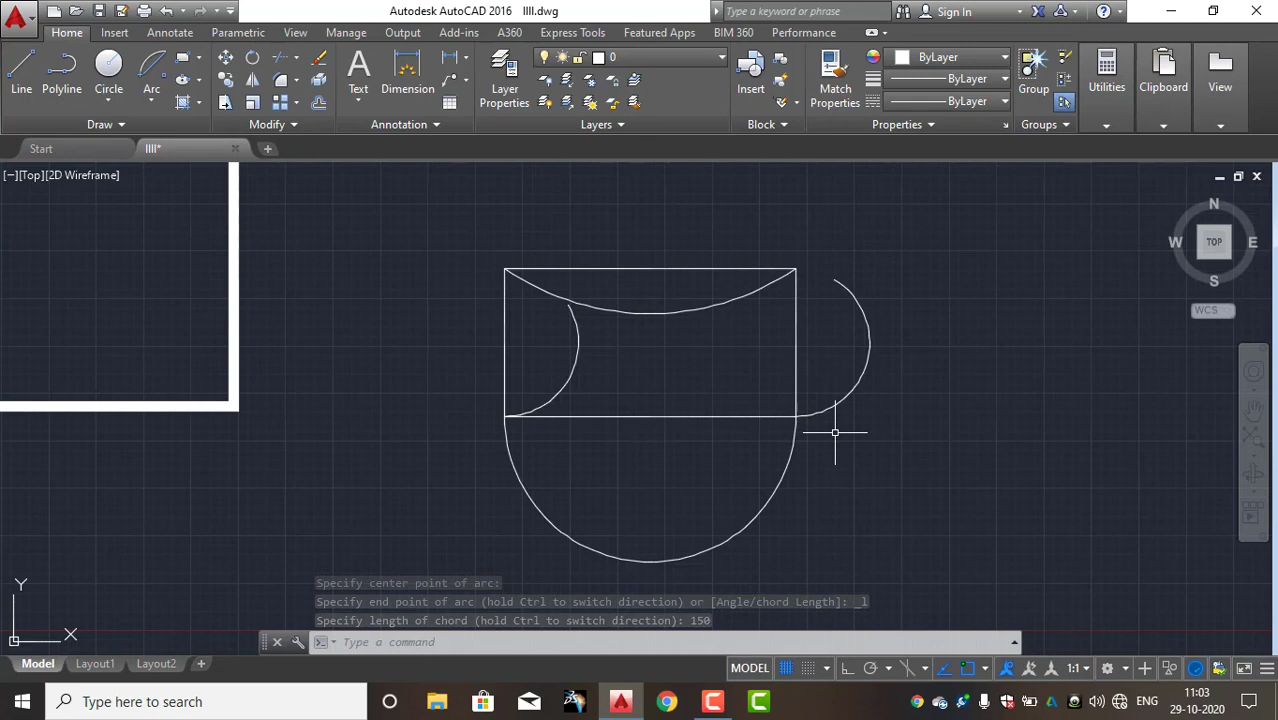 Autodesk AutoCAD 2016 IIII.dwg
Type a keyword or phrase
Sign In
Home Insert Annotate Parametric View Manage Output Add-ins A360 Express Tools Featured Apps BIM 360 Performance
Line Polyline Circle Arc
Text Dimension
Layer Properties
0
Insert
Match Properties
ByLayer
ByLayer
ByLayer
Group
Utilities
Clipboard
View
Draw Modify Annotation Layers Block Properties Groups
Start IIII*
[−][Top][2D Wireframe]
N
W TOP E
S
WCS
Specify center point of arc:
Specify end point of arc (hold Ctrl to switch direction) or [Angle/chord Length]: _l
Specify length of chord (hold Ctrl to switch direction): 150
Y
X
Type a command
Model Layout1 Layout2
MODEL 1:1
Type here to search
ENG
11:03
29-10-2020